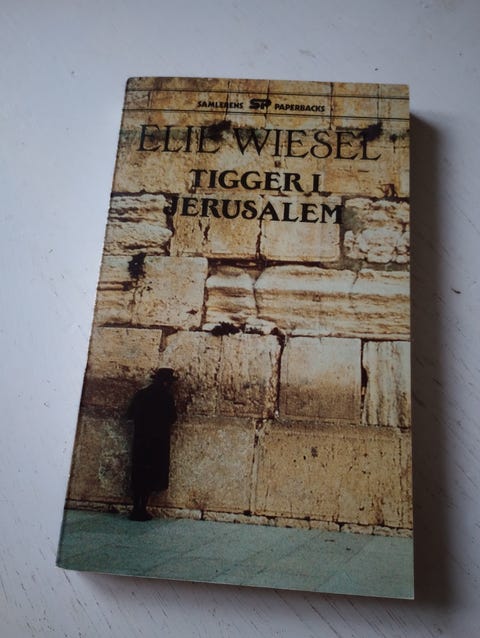 SAMLERENS SP PAPERBACKS
ELIE WIESEL
TIGGER I
JERUSALEM